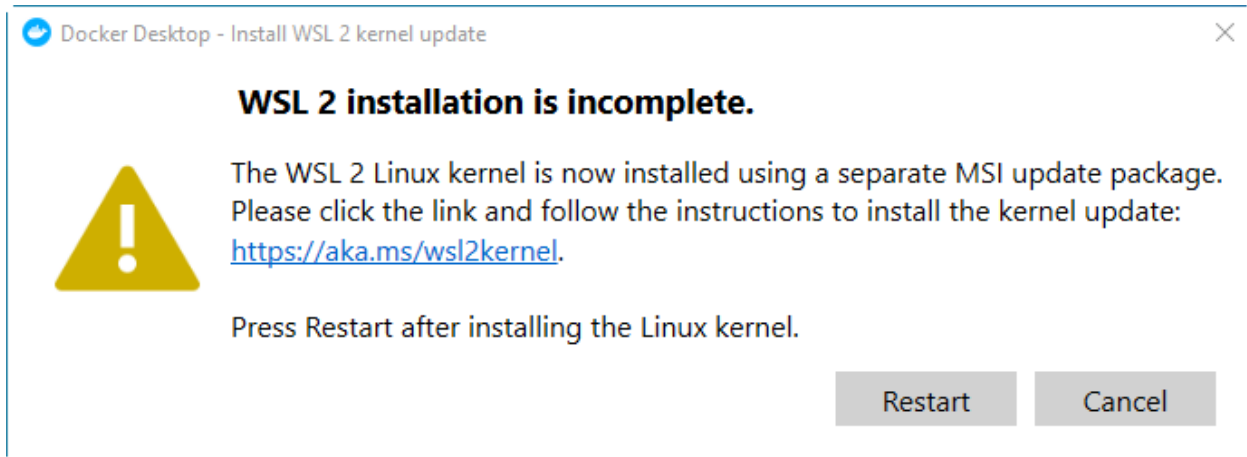 Docker Desktop - Install WSL 2 kernel update
WSL 2 installation is incomplete.
The WSL 2 Linux kernel is now installed using a separate MSI update package.
Please click the link and follow the instructions to install the kernel update:
https://aka.ms/wsl2kernel.
Press Restart after installing the Linux kernel.
Restart Cancel